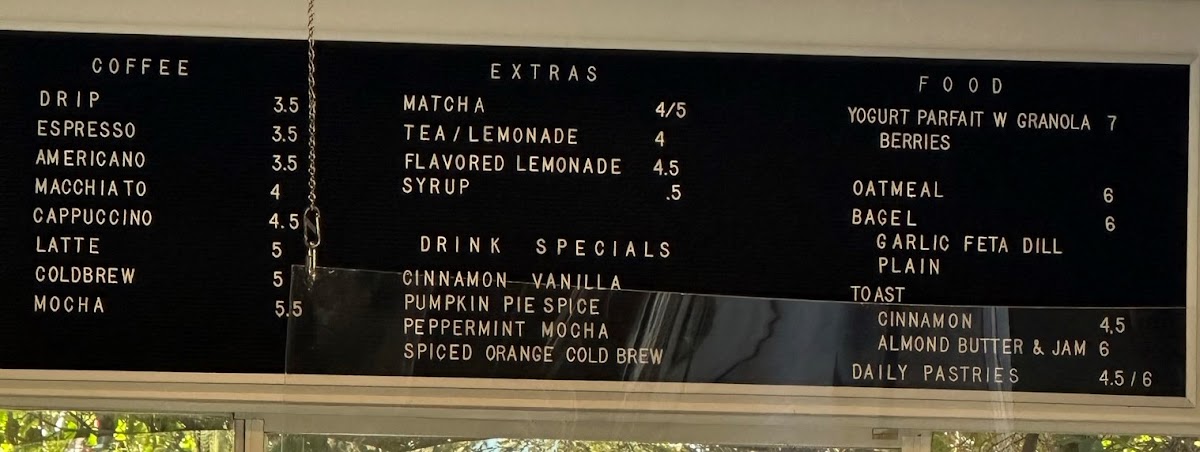 COFFEE
DRIP 3.5
ESPRESSO 3.5
AMERICANO 3.5
MACCHIATO 4
CAPPUCCINO 4.5
LATTE 5
COLDBREW 5
MOCHA 5.5
EXTRAS
MATCHA 4/5
TEA/LEMONADE 4
FLAVORED LEMONADE 4.5
SYRUP .5
DRINK SPECIALS
CINNAMON VANILLA
PUMPKIN PIE SPICE
PEPPERMINT MOCHA
SPICED ORANGE COLD BREW
FOOD
YOGURT PARFAIT W GRANOLA 7
BERRIES
OATMEAL 6
BAGEL 6
GARLIC FETA DILL
PLAIN
TOAST
CINNAMON 4.5
ALMOND BUTTER & JAM 6
DAILY PASTRIES 4.5/6